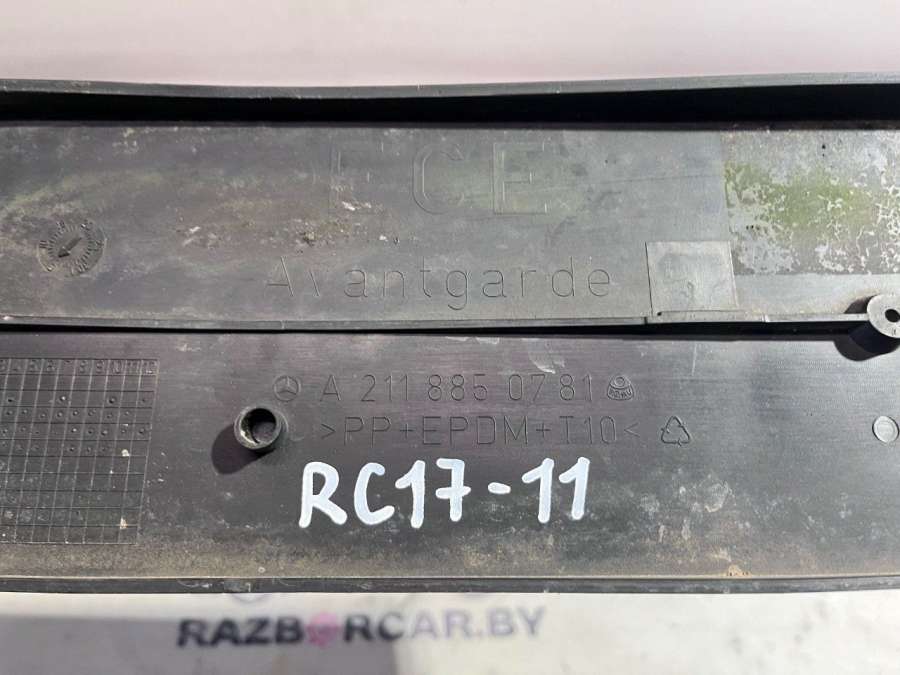 ECE
Avantgarde
A 211 885 07 81
>PP+EPDM+T10<
RC17-11
RAZBORCAR.BY